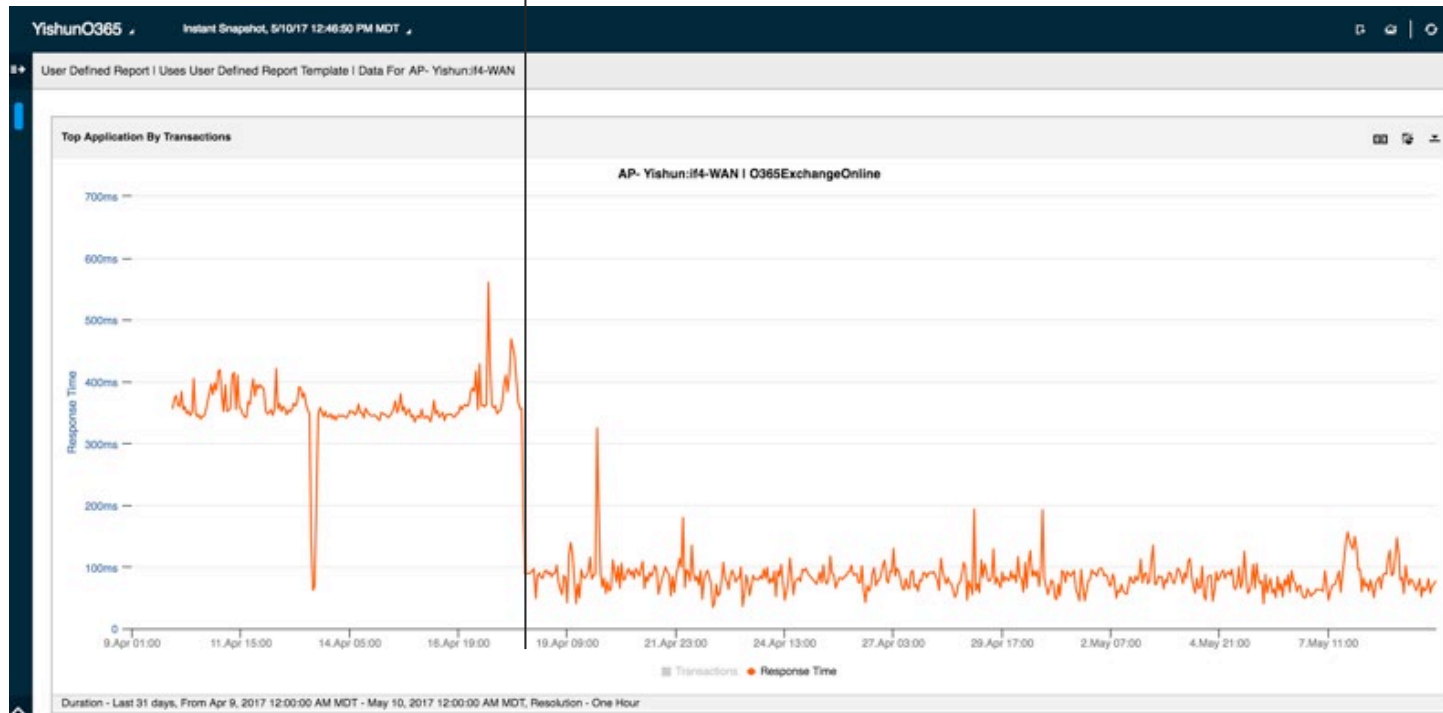 YishunO365
Instant Snapshot, 5/10/17 12:46:50 PM MDT
User Defined Report | Uses User Defined Report Template | Data For AP- Yishun:if4-WAN
Top Application By Transactions
AP- Yishun:if4-WAN | O365ExchangeOnline
700ms
600ms
500ms
400ms
300ms
200ms
100ms
0
Response Time
9.Apr 01:00
11.Apr 15:00
14.Apr 05:00
16.Apr 19:00
19.Apr 09:00
21.Apr 23:00
24.Apr 13:00
27.Apr 03:00
29.Apr 17:00
2.May 07:00
4.May 21:00
7.May 11:00
Transactions
Response Time
Duration - Last 31 days, From Apr 9, 2017 12:00:00 AM MDT - May 10, 2017 12:00:00 AM MDT, Resolution - One Hour